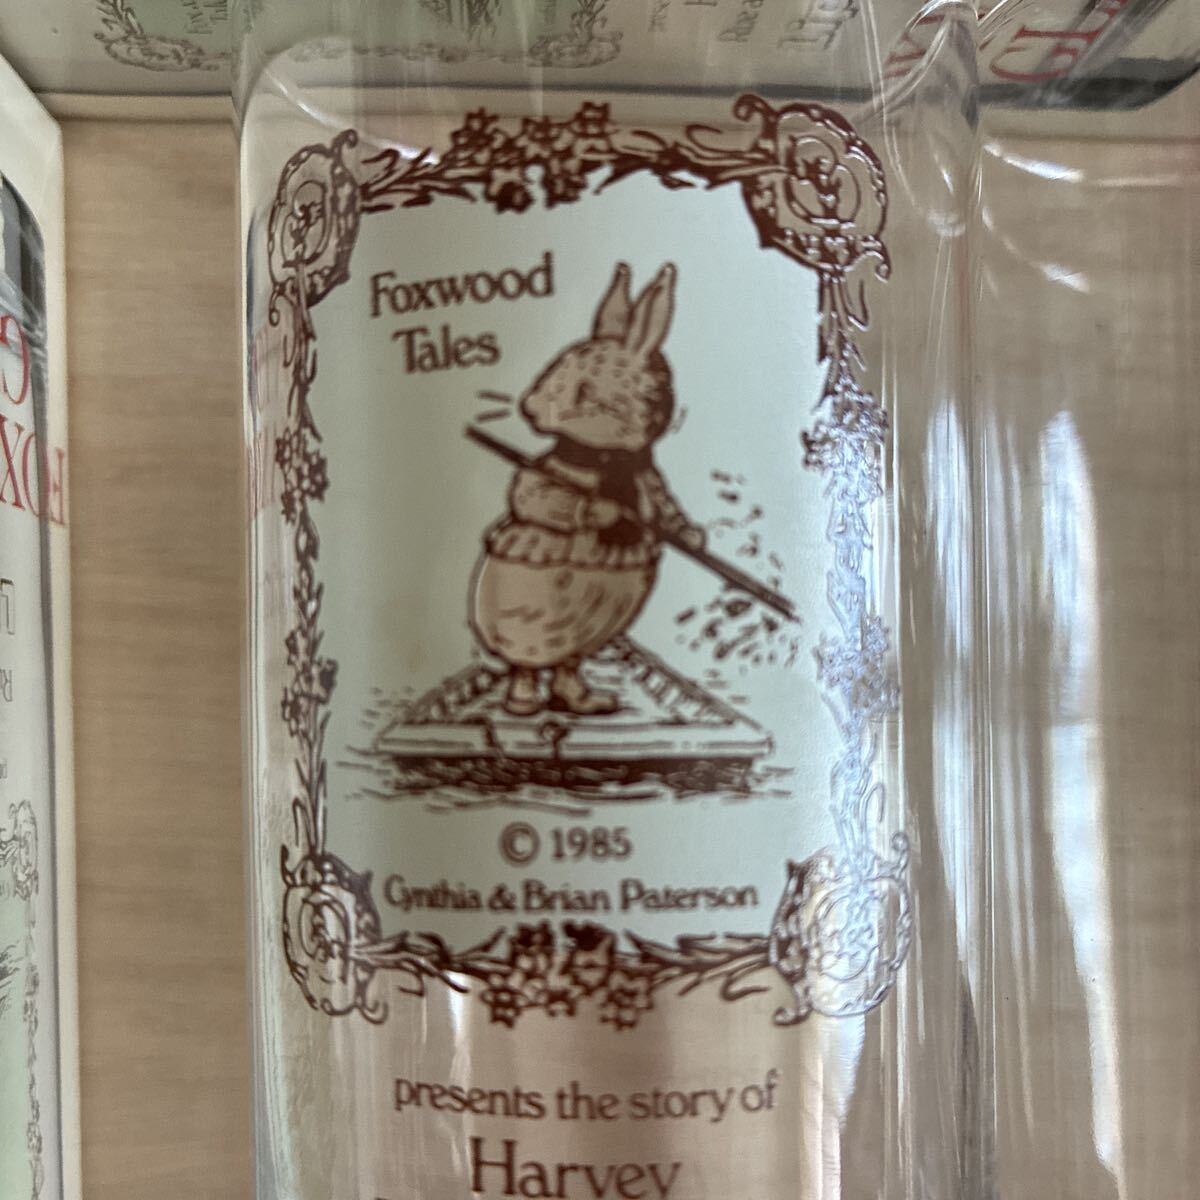 Foxwood
Tales
© 1985
Cynthia & Brian Paterson
presents the story of
Harvey